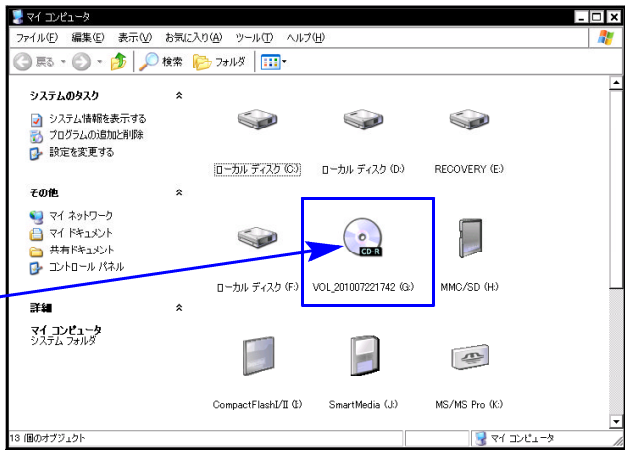 マイ コンピュータ
ファイル(F) 編集(E) 表示(V) お気に入り(A) ツール(T) ヘルプ(H)
戻る 検索 フォルダ
システムのタスク
システム情報を表示する
プログラムの追加と削除
設定を変更する
その他
マイ ネットワーク
マイ ドキュメント
共有ドキュメント
コントロール パネル
詳細
マイ コンピュータ
システム フォルダ
ローカル ディスク (C:) ローカル ディスク (D:) RECOVERY (E:)
CD-R
ローカル ディスク (F:) VOL_201007221742 (G:) MMC/SD (H:)
CompactFlashI/II (I:) SmartMedia (J:) MS/MS Pro (K:)
13 個のオブジェクト マイ コンピュータ